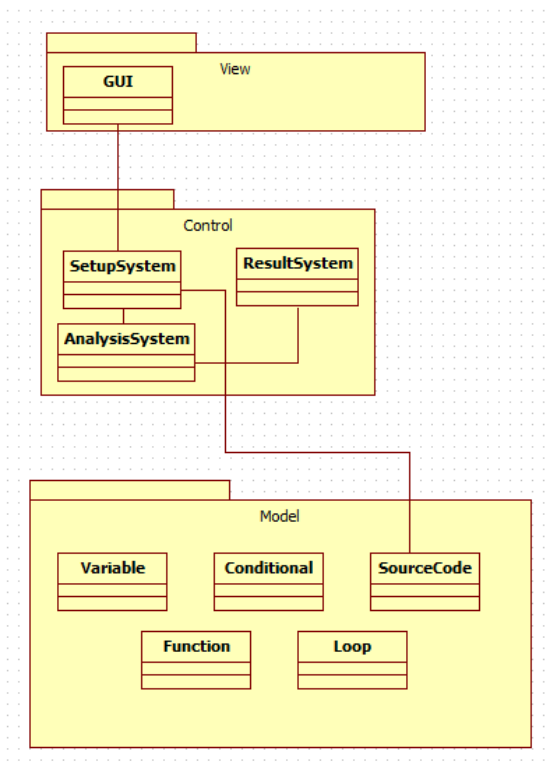 View
GUI
Control
SetupSystem
ResultSystem
AnalysisSystem
Model
Variable
Conditional
SourceCode
Function
Loop